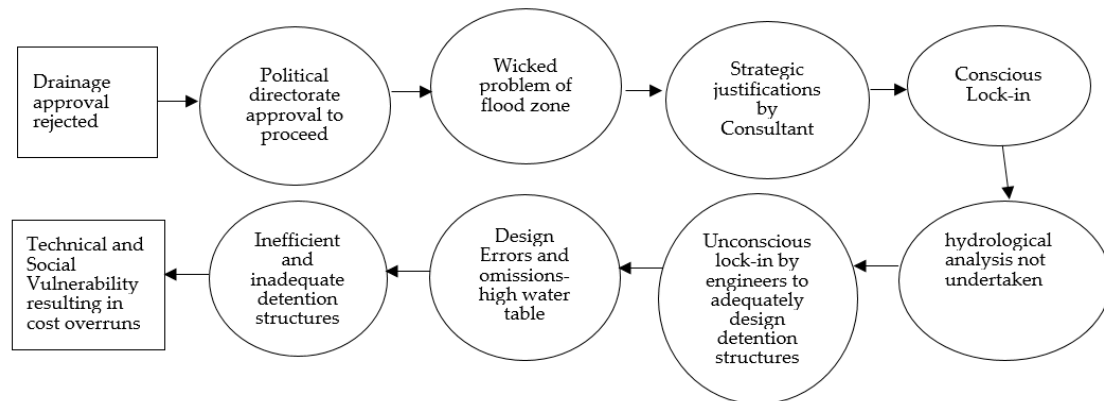 Drainage
approval
rejected
Political
directorate
approval to
proceed
Wicked
problem of
flood zone
Strategic
justifications
by
Consultant
Conscious
Lock-in
hydrological
analysis not
undertaken
Unconscious
lock-in by
engineers to
adequately
design
detention
structures
Design
Errors and
omissions-
high water
table
Inefficient
and
inadequate
detention
structures
Technical and
Social
Vulnerability
resulting in
cost overruns